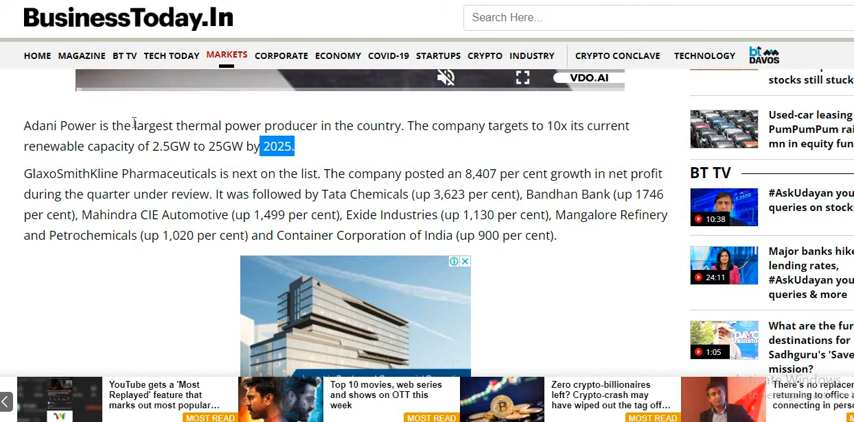 BusinessToday.In
Search Here...
HOME MAGAZINE BT TV TECH TODAY MARKETS CORPORATE ECONOMY COVID-19 STARTUPS CRYPTO INDUSTRY CRYPTO CONCLAVE TECHNOLOGY bt DAVOS
VDO.AI
Adani Power is the largest thermal power producer in the country. The company targets to 10x its current
renewable capacity of 2.5GW to 25GW by 2025.
GlaxoSmithKline Pharmaceuticals is next on the list. The company posted an 8,407 per cent growth in net profit
during the quarter under review. It was followed by Tata Chemicals (up 3,623 per cent), Bandhan Bank (up 1746
per cent), Mahindra CIE Automotive (up 1,499 per cent), Exide Industries (up 1,130 per cent), Mangalore Refinery
and Petrochemicals (up 1,020 per cent) and Container Corporation of India (up 900 per cent).
stocks still stuck
Used-car leasing
PumPumPum rai
mn in equity fun
BT TV
10:38
#AskUdayan you
queries on stock
24:11
Major banks hike
lending rates,
#AskUdayan you
queries & more
1:05
What are the fur
destinations for
Sadhguru's 'Save
mission?
YouTube gets a 'Most
Replayed' feature that
marks out most popular...
MOST READ
Top 10 movies, web series
and shows on OTT this
week
MOST READ
Zero crypto-billionaires
left? Crypto-crash may
have wiped out the tag off...
MOST READ
There's no replacem
returning to office a
connecting in perso